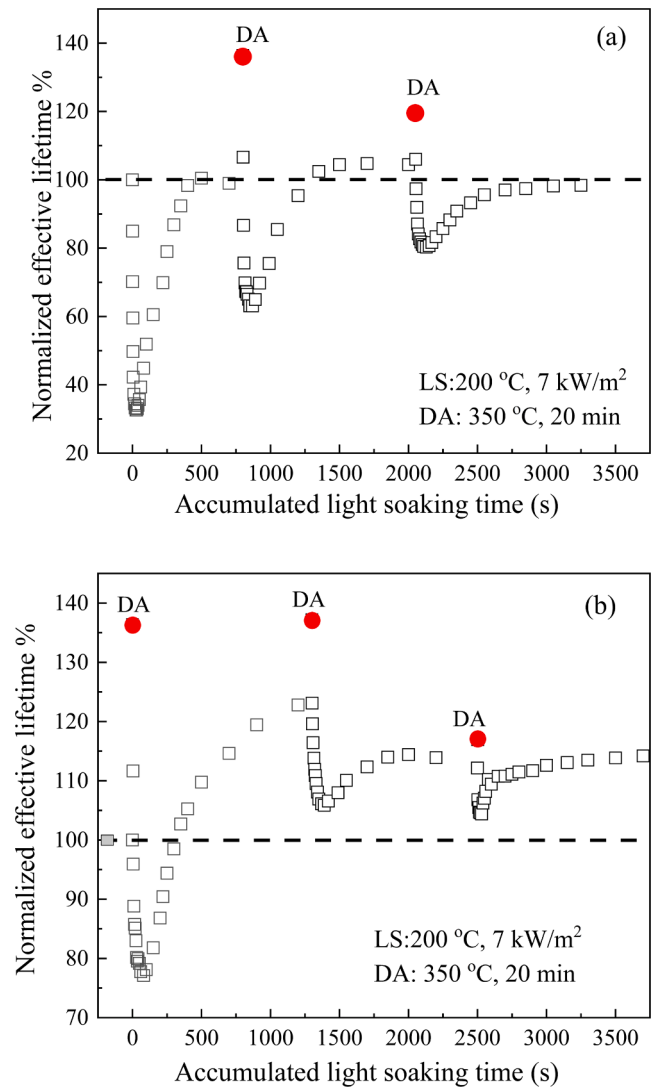 (a)
DA
DA
140
120
100
80
60
40
20
Normalized effective lifetime %
LS:200 °C, 7 kW/m²
DA: 350 °C, 20 min
0 500 1000 1500 2000 2500 3000 3500
Accumulated light soaking time (s)
(b)
DA
DA
DA
140
130
120
110
100
90
80
70
Normalized effective lifetime %
LS:200 °C, 7 kW/m²
DA: 350 °C, 20 min
0 500 1000 1500 2000 2500 3000 3500
Accumulated light soaking time (s)